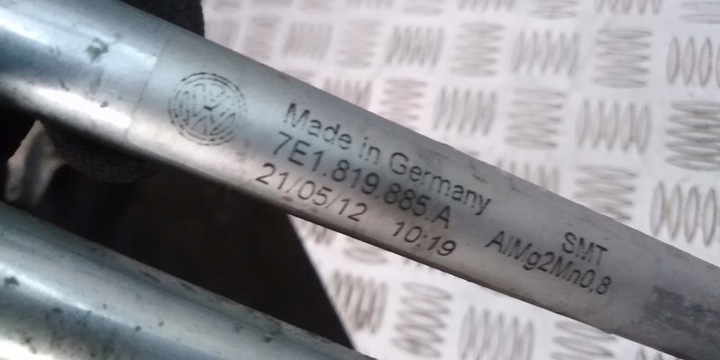 Made in Germany
7E1.819.885.A
21/05/12 10:19
SMT
AlMg2Mn0,8